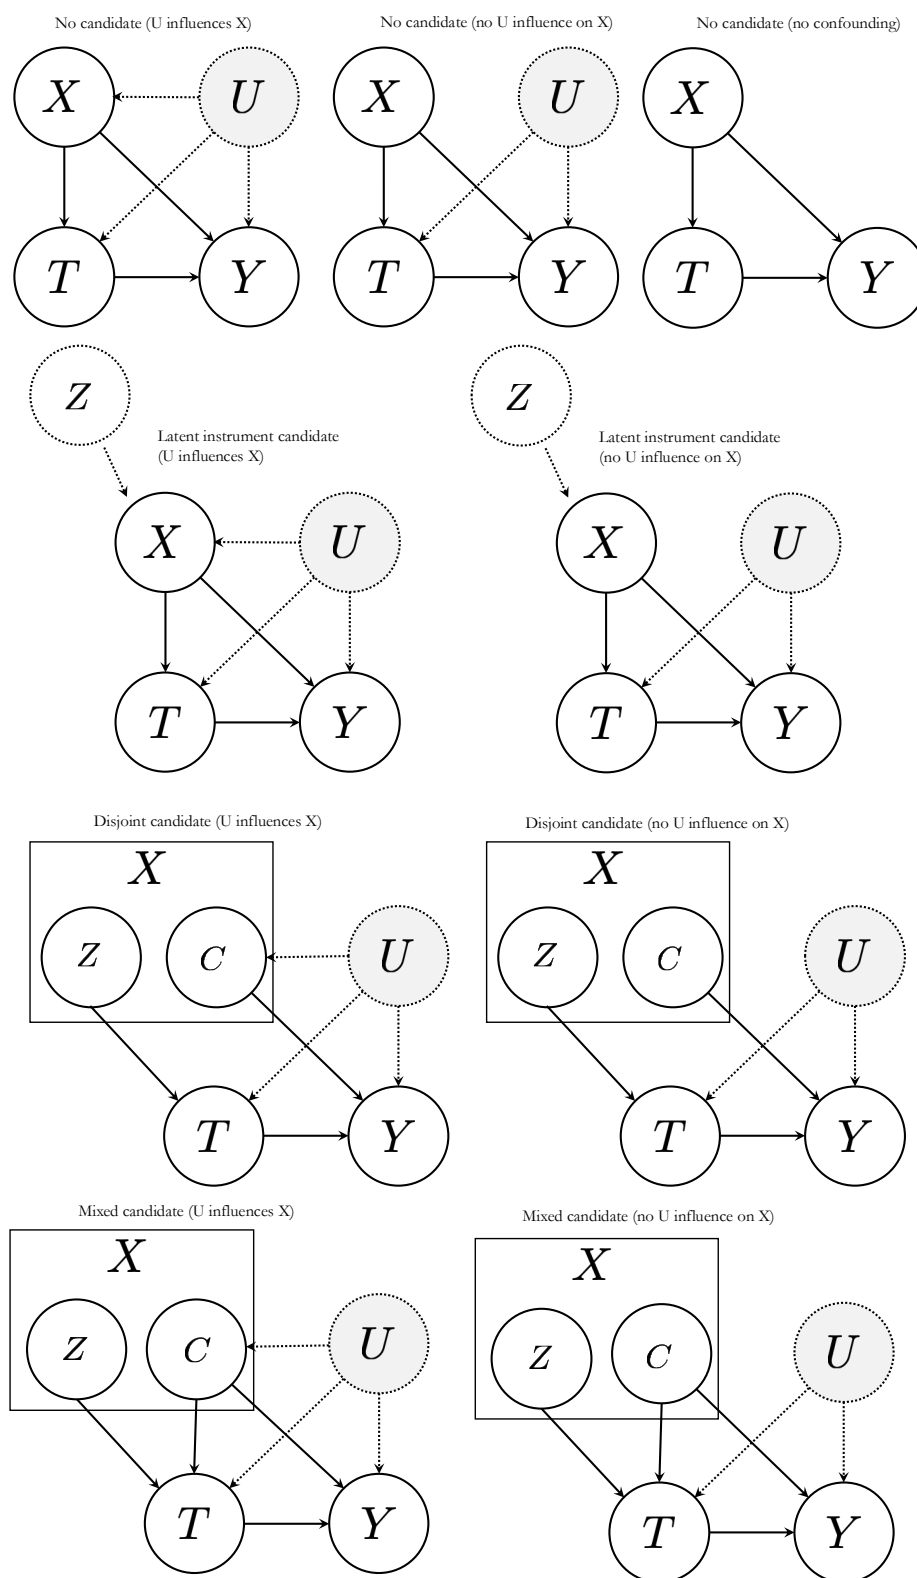 No candidate (U influences X)
No candidate (no U influence on X)
No candidate (no confounding)
X
U
X
U
X
T
Y
T
Y
T
Y
Z
Z
Latent instrument candidate
(U influences X)
Latent instrument candidate
(no U influence on X)
X
U
X
U
T
Y
T
Y
Disjoint candidate (U influences X)
Disjoint candidate (no U influence on X)
X
X
Z
C
U
Z
C
U
T
Y
T
Y
Mixed candidate (U influences X)
Mixed candidate (no U influence on X)
X
X
Z
C
U
Z
C
U
T
Y
T
Y